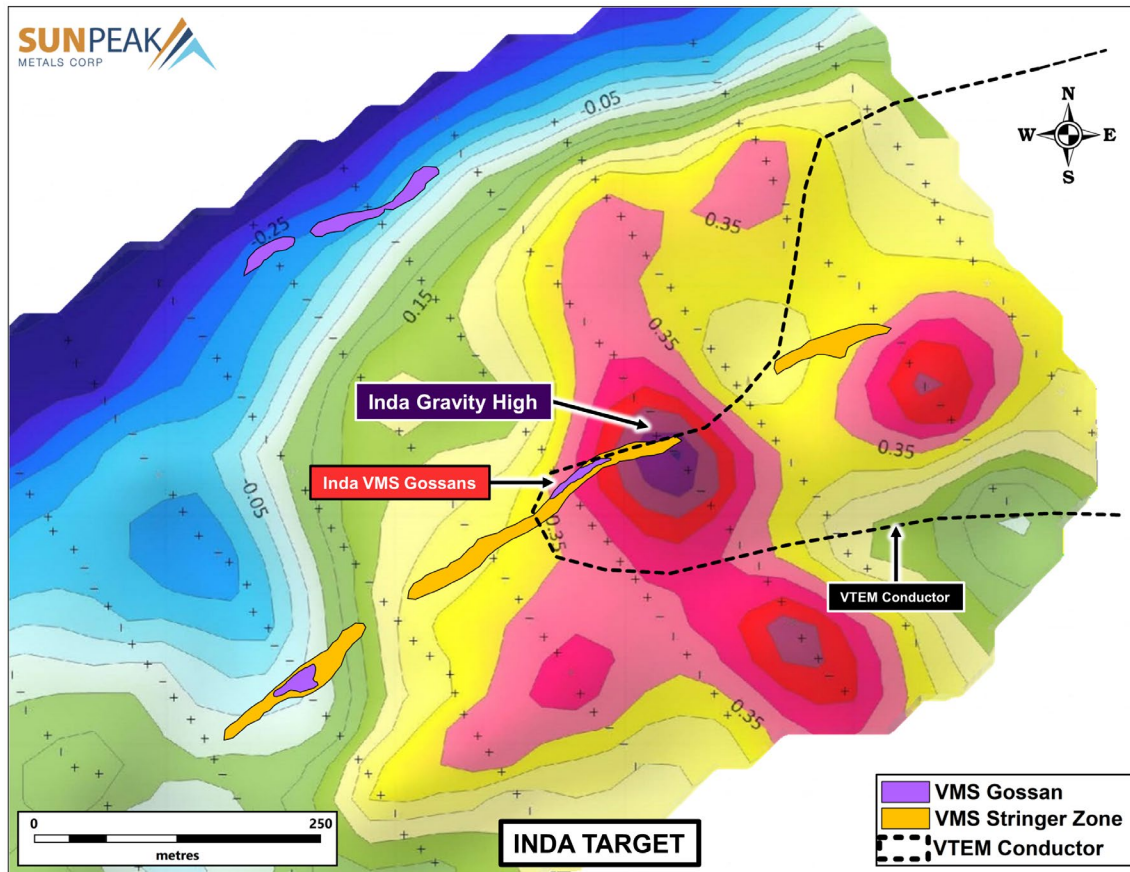 SUNPEAK
METALS CORP
-0.05
N
W E
S
-0.25
0.35
0.15
0.35
Inda Gravity High
0.35
-0.05
Inda VMS Gossans
0.35
VTEM Conductor
0.35
0 250
metres
INDA TARGET
VMS Gossan
VMS Stringer Zone
VTEM Conductor